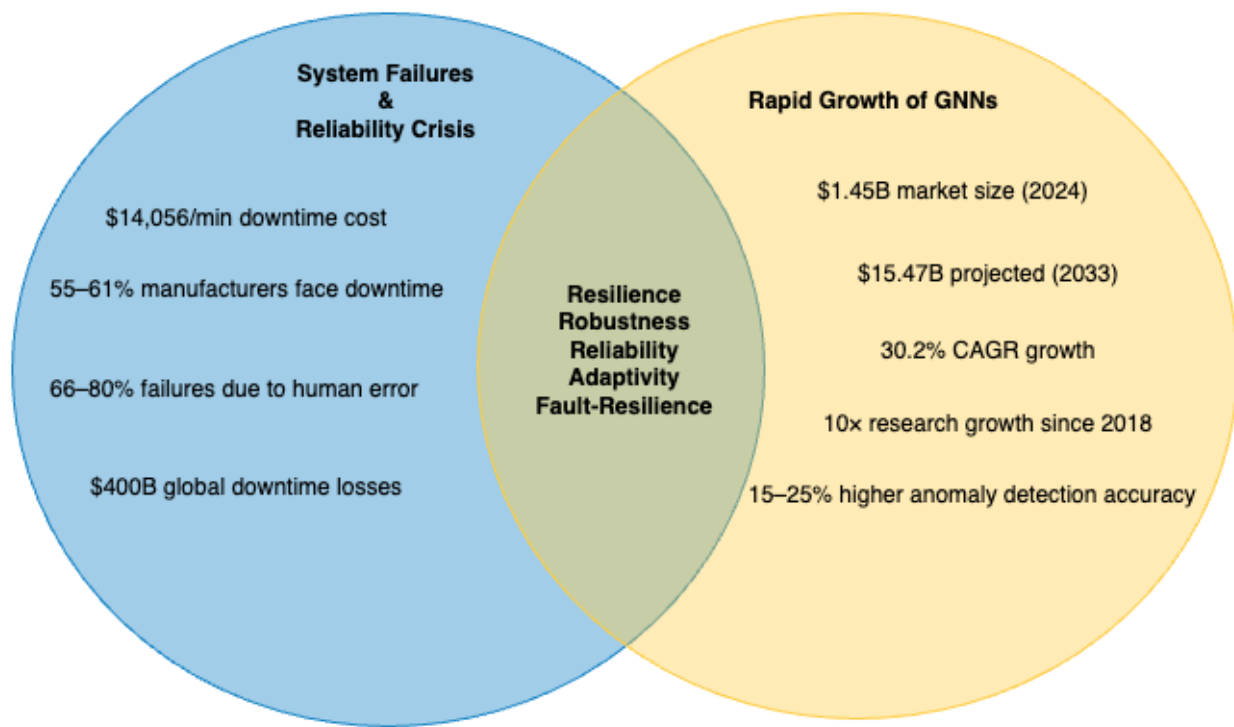 System Failures
&
Reliability Crisis
$14,056/min downtime cost
55–61% manufacturers face downtime
66–80% failures due to human error
$400B global downtime losses
Resilience
Robustness
Reliability
Adaptivity
Fault-Resilience
Rapid Growth of GNNs
$1.45B market size (2024)
$15.47B projected (2033)
30.2% CAGR growth
10× research growth since 2018
15–25% higher anomaly detection accuracy